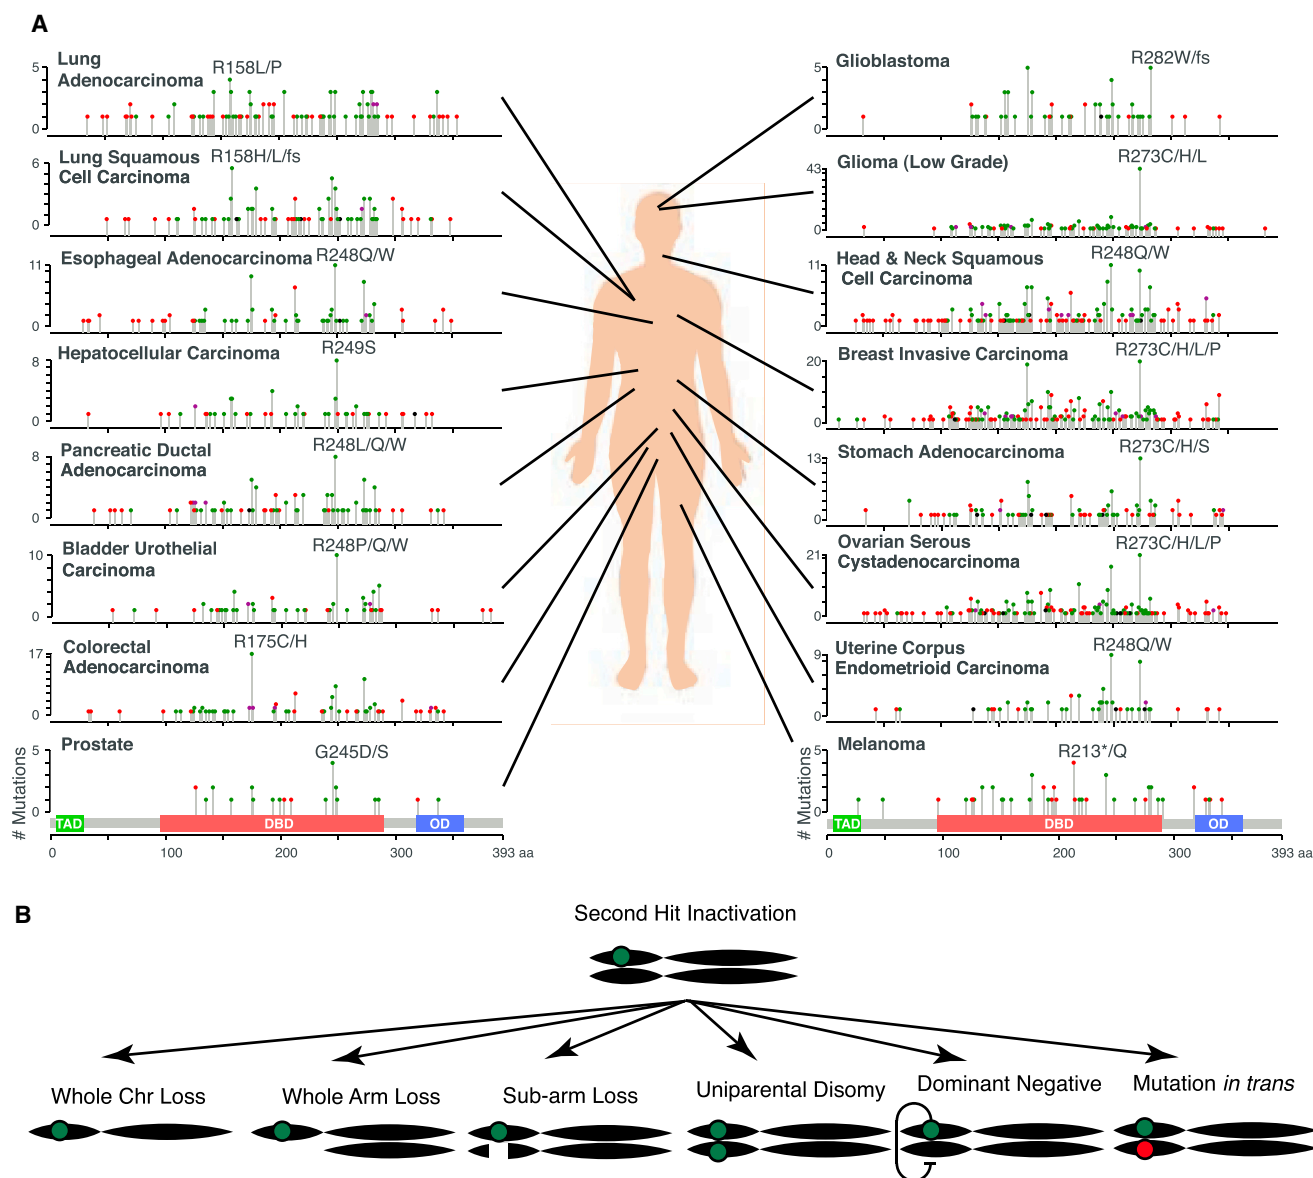 A
Lung
Adenocarcinoma
R158L/P
5
0
Lung Squamous
Cell Carcinoma
R158H/L/fs
6
0
Esophageal Adenocarcinoma
R248Q/W
11
0
Hepatocellular Carcinoma
R249S
8
0
Pancreatic Ductal
Adenocarcinoma
R248L/Q/W
8
0
Bladder Urothelial
Carcinoma
R248P/Q/W
10
0
Colorectal
Adenocarcinoma
R175C/H
17
0
Prostate
G245D/S
5
0
# Mutations
TAD
DBD
OD
0 100 200 300 393 aa
Glioblastoma
R282W/fs
5
0
Glioma (Low Grade)
R273C/H/L
43
0
Head & Neck Squamous
Cell Carcinoma
R248Q/W
11
0
Breast Invasive Carcinoma
R273C/H/L/P
20
0
Stomach Adenocarcinoma
R273C/H/S
13
0
Ovarian Serous
Cystadenocarcinoma
R273C/H/L/P
21
0
Uterine Corpus
Endometrioid Carcinoma
R248Q/W
9
0
Melanoma
R213*/Q
5
0
# Mutations
TAD
DBD
OD
0 100 200 300 393 aa
B
Second Hit Inactivation
Whole Chr Loss
Whole Arm Loss
Sub-arm Loss
Uniparental Disomy
Dominant Negative
Mutation in trans